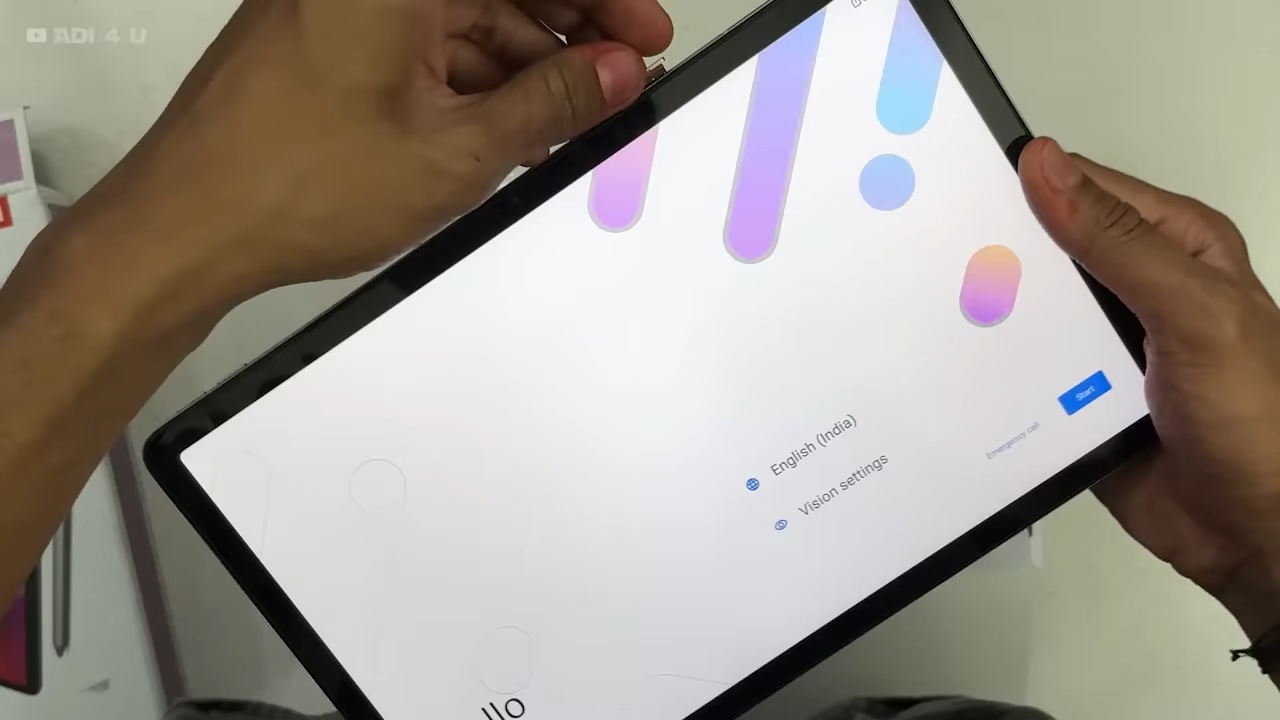 ADI 4 U
English (India)
Vision settings
Start
Emergency call
llo